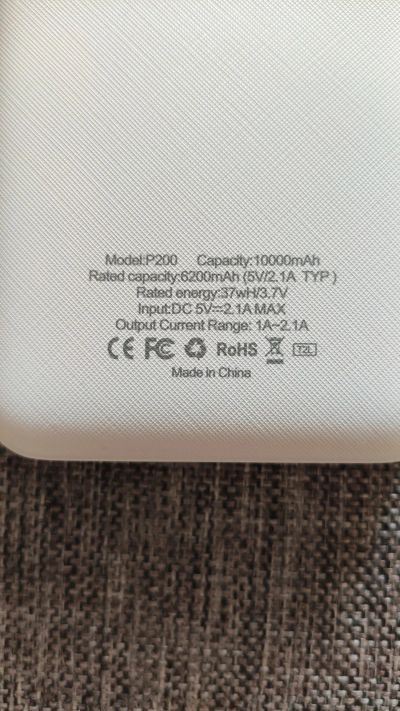 Model:P200 Capacity:10000mAh
Rated capacity:6200mAh (5V/2.1A TYP )
Rated energy:37wH/3.7V
Input:DC 5V⎓2.1A MAX
Output Current Range: 1A~2.1A
CE FC RoHS
Made in China